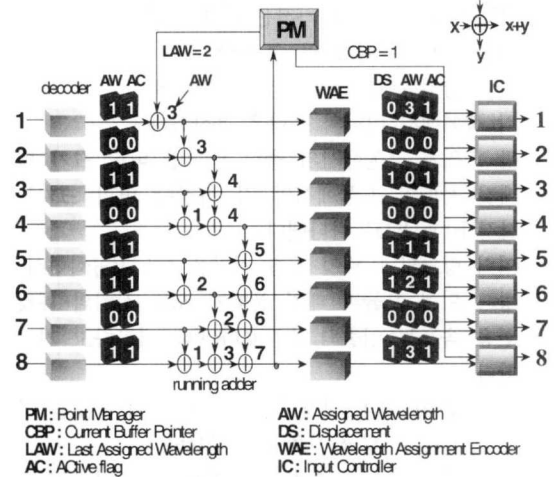 PM
x x+y
y
LAW=2 CBP = 1
decoder AW AC AW WAE DS AW AC IC
1 1 1 3 0 3 1 1
2 0 0 3 0 0 0 2
3 1 1 4 1 0 1 3
4 0 0 1 4 0 0 0 4
5 1 1 5 1 1 1 5
6 1 1 2 6 1 2 1 6
7 0 0 2 6 0 0 0 7
8 1 1 1 3 7 1 3 1 8
running adder
PM : Point Manager
CBP : Current Buffer Pointer
LAW : Last Assigned Wavelength
AC : ACtive flag
AW : Assigned Wavelength
DS : Displacement
WAE : Wavelength Assignment Encoder
IC : Input Controller